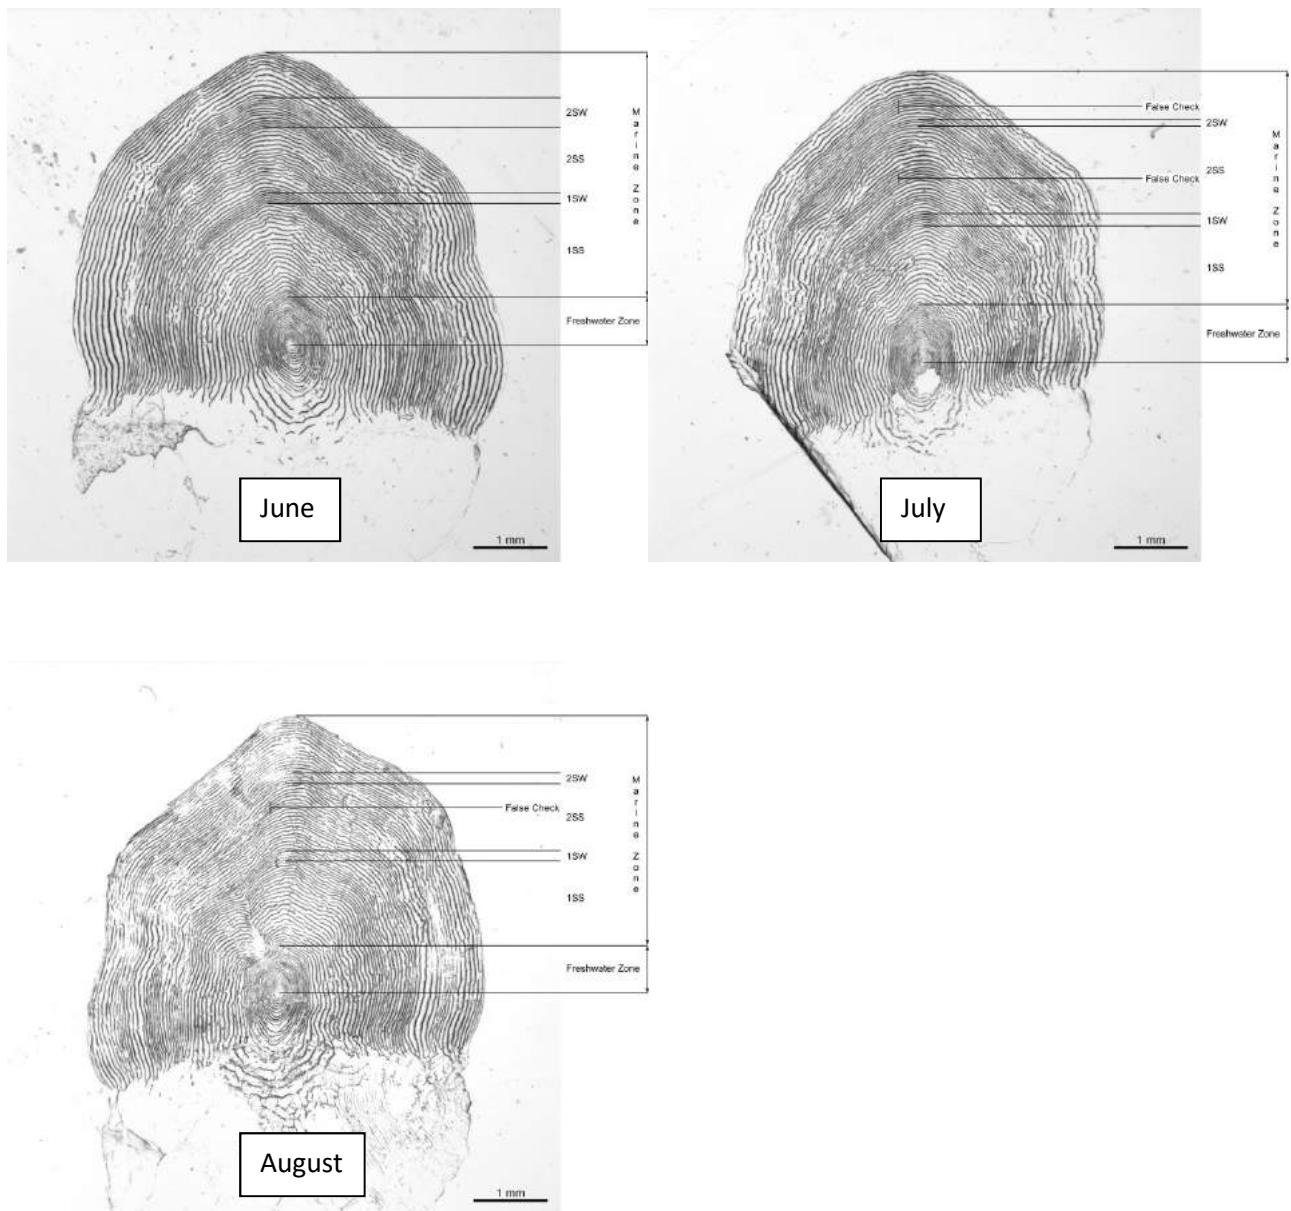 2SW
2SS
1SW
1SS
Marine Zone
Freshwater Zone
June
1 mm
False Check
2SW
2SS
False Check
1SW
1SS
Marine Zone
Freshwater Zone
July
1 mm
2SW
False Check
2SS
1SW
1SS
Marine Zone
Freshwater Zone
August
1 mm